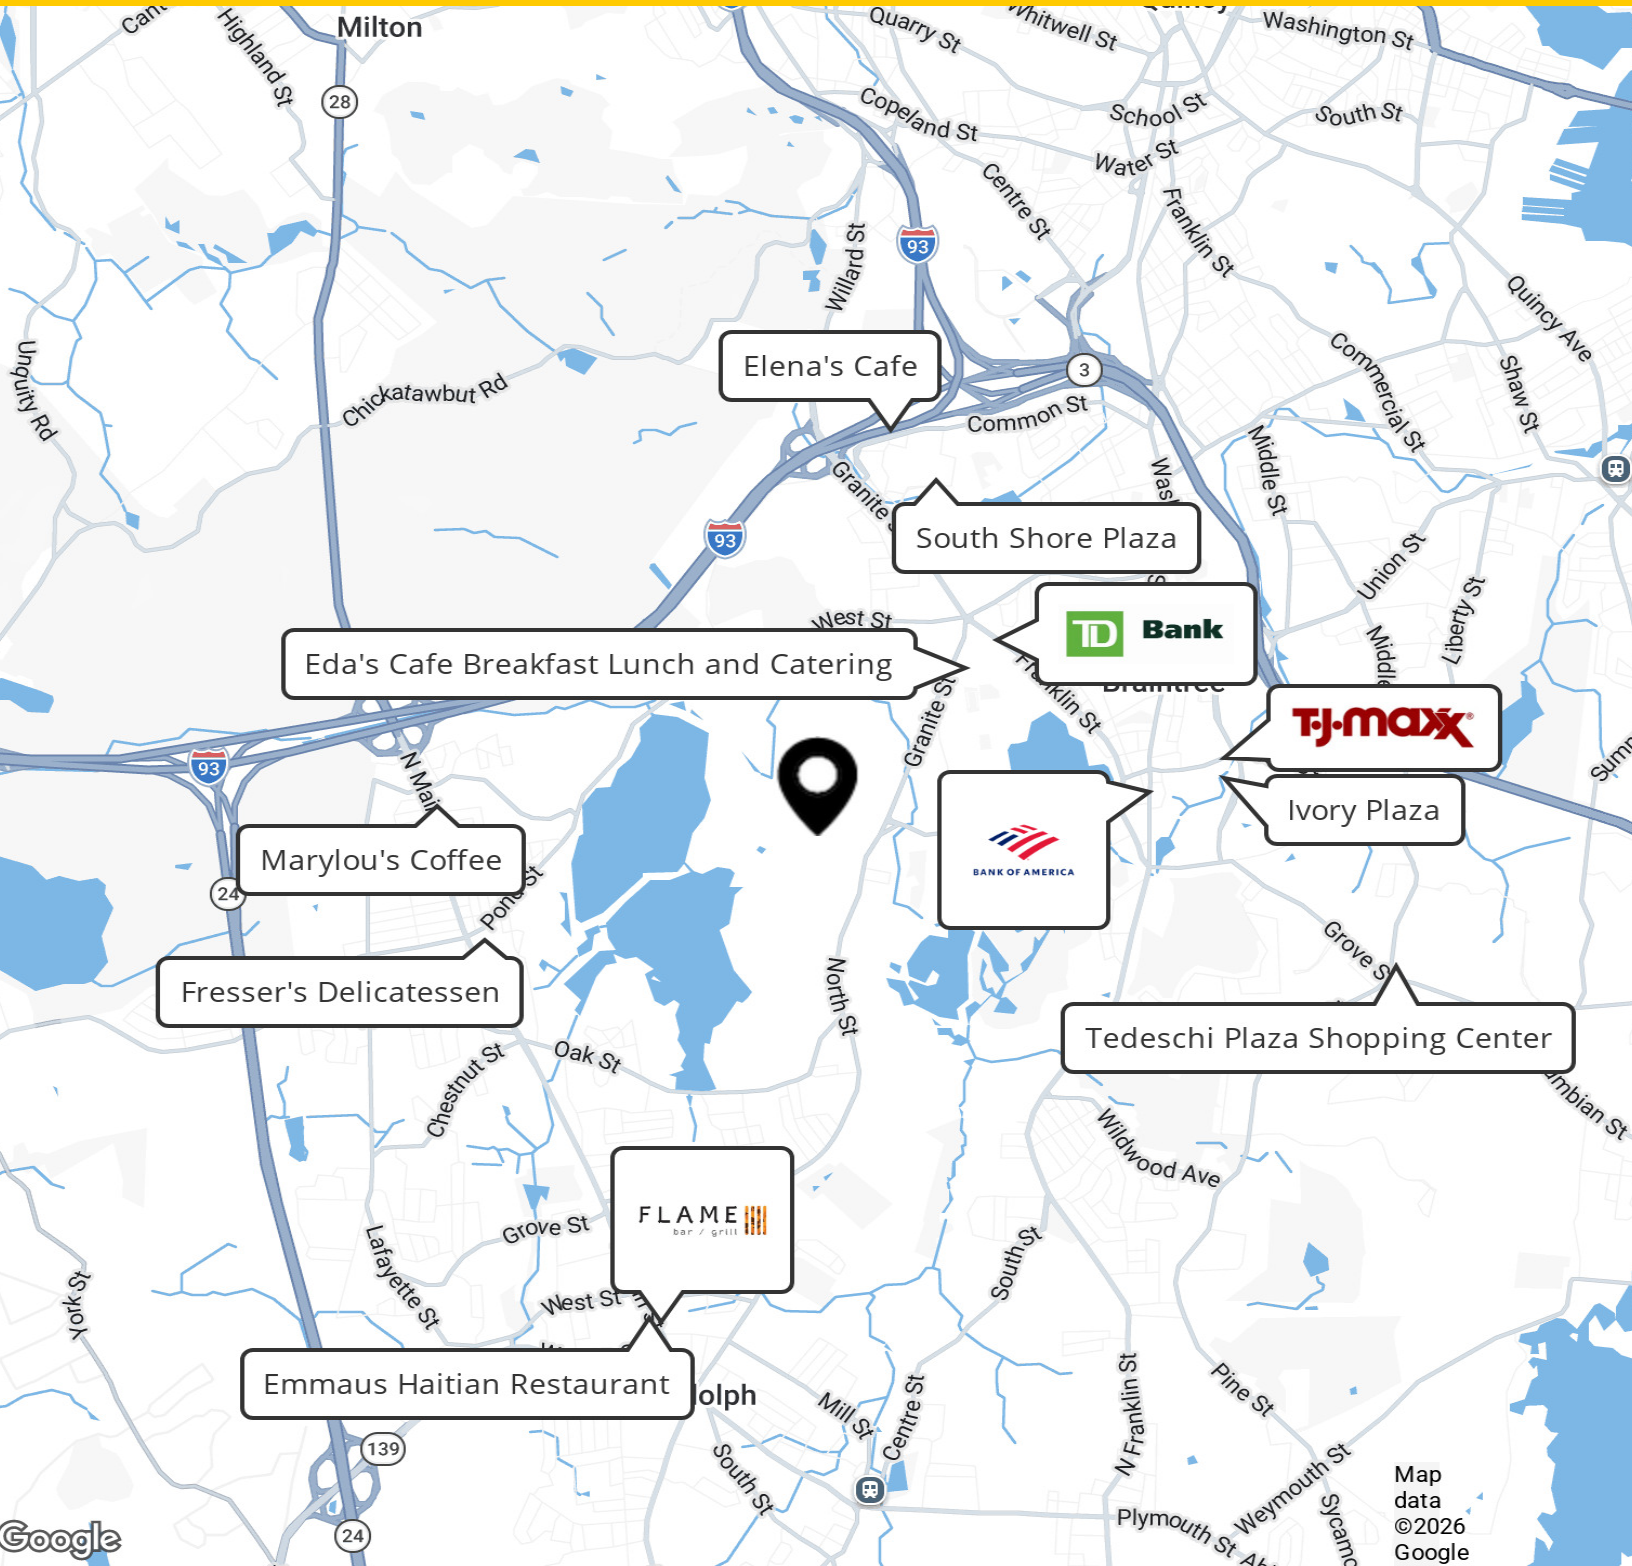 Milton
Quincy
Highland St
Quarry St
Whitwell St
Washington St
28
Copeland St
School St
South St
Water St
Centre St
Franklin St
93
Willard St
Quincy Ave
Unquity Rd
Chickatawbut Rd
Elena's Cafe
3
Commercial St
Shaw St
Common St
Middle St
Granite
93
South Shore Plaza
Union St
Liberty St
West St
TD Bank
Eda's Cafe Breakfast Lunch and Catering
Franklin St
Braintree
Granite St
Middle
T·J·maxx®
93
N Main
Ivory Plaza
Marylou's Coffee
BANK OF AMERICA
24
Pond St
Grove St
Fresser's Delicatessen
North St
Tedeschi Plaza Shopping Center
Oak St
Chestnut St
Wildwood Ave
FLAME
bar / grill
Grove St
Lafayette St
South St
York St
West St
Emmaus Haitian Restaurant
dolph
N Franklin St
Pine St
Mill St
Centre St
139
South St
Weymouth St
Plymouth St
24
Map
data
©2026
Google
Google